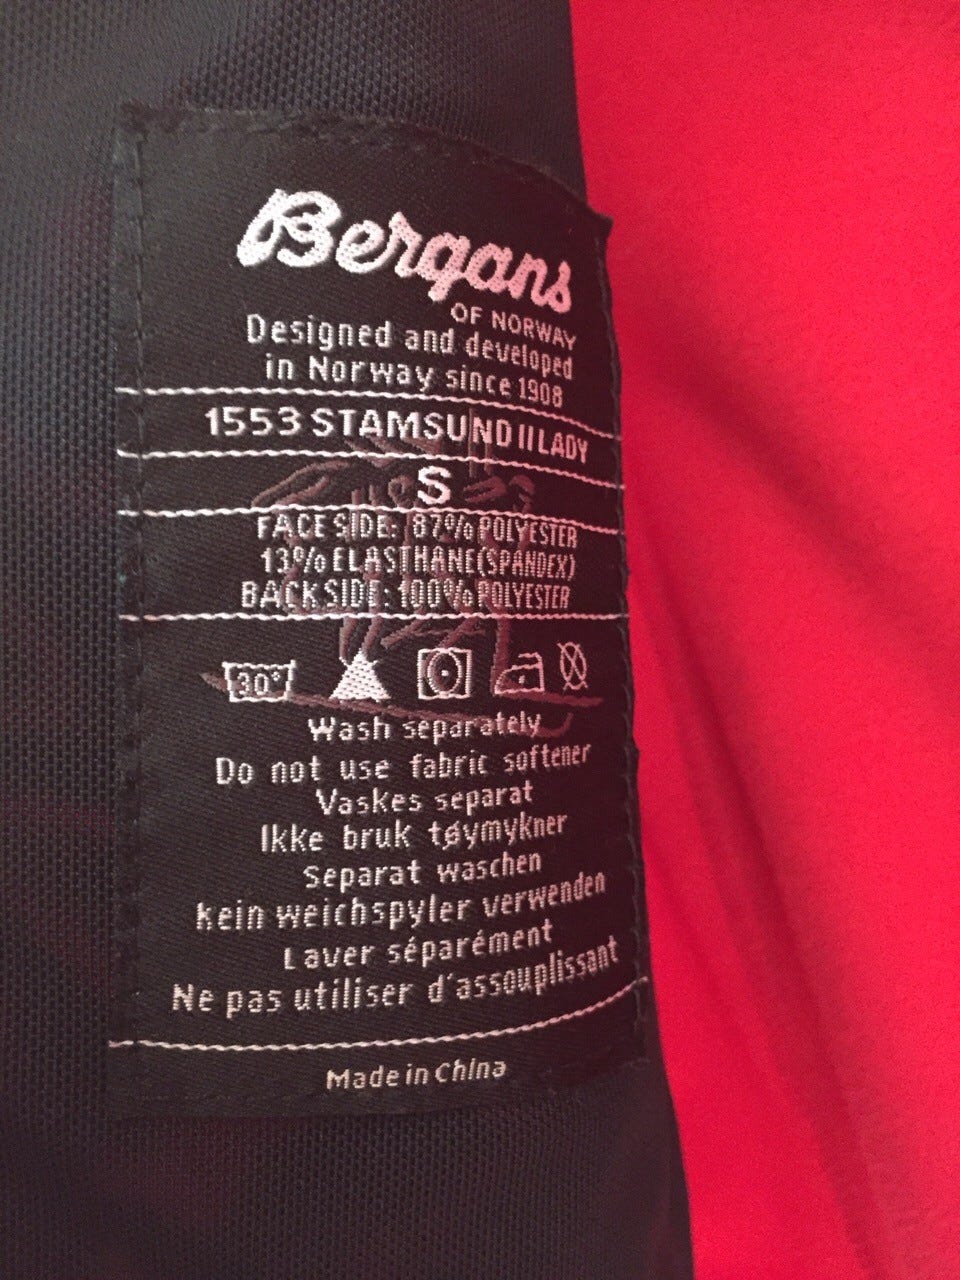 Bergans
OF NORWAY
Designed and developed
in Norway since 1908
1553 STAMSUND II LADY
S
FACE SIDE: 87% POLYESTER
13% ELASTHANE(SPANDEX)
BACKSIDE: 100% POLYESTER
30°
Wash separately
Do not use fabric softener
Vaskes separat
Ikke bruk tøymykner
Separat waschen
kein weichspyler verwenden
Laver séparément
Ne pas utiliser d'assouplissant
Made in China